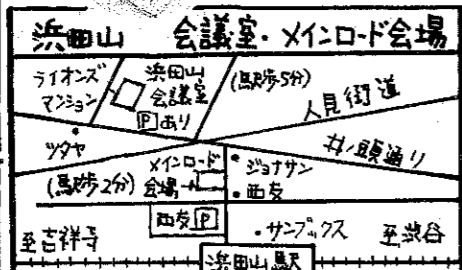 浜田山 会議室・メインロード会場
ライオンズ
マンション
浜田山
会議室
Pあり
(駅歩5分)
人見街道
ツタヤ
井ノ頭通り
メインロード
会場→
(駅歩2分)
・ジョナサン
・西友
西友P
・サンブックス
至吉祥寺
至渋谷
浜田山駅